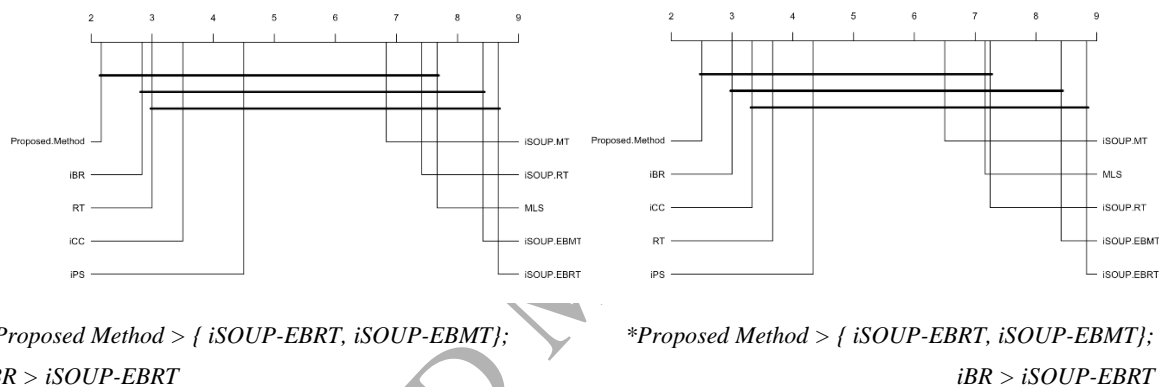 2 3 4 5 6 7 8 9
Proposed.Method
iBR
RT
iCC
iPS
iSOUP.MT
iSOUP.RT
MLS
iSOUP.EBMT
iSOUP.EBRT
2 3 4 5 6 7 8 9
Proposed.Method
iBR
iCC
RT
iPS
iSOUP.MT
MLS
iSOUP.RT
iSOUP.EBMT
iSOUP.EBRT
Proposed Method > { iSOUP-EBRT, iSOUP-EBMT};
BR > iSOUP-EBRT
*Proposed Method > { iSOUP-EBRT, iSOUP-EBMT};
iBR > iSOUP-EBRT